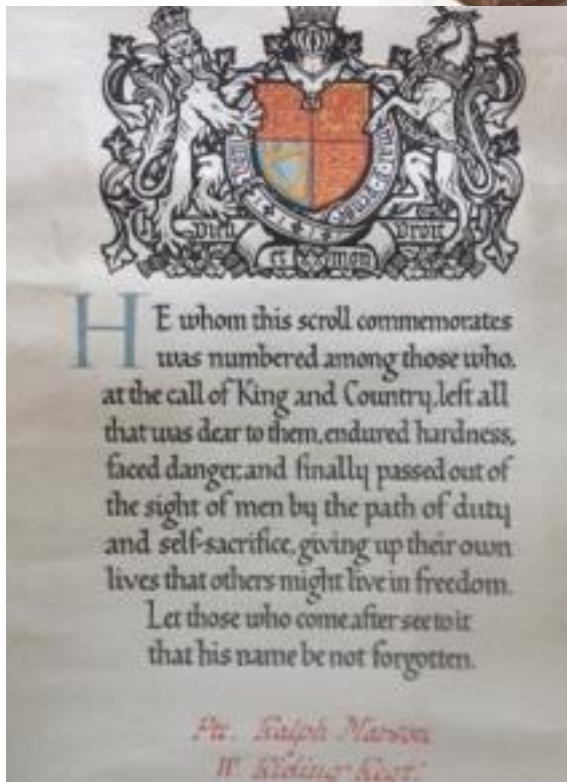 Dieu et mon Droit
HE whom this scroll commemorates
was numbered among those who,
at the call of King and Country, left all
that was dear to them, endured hardness,
faced danger, and finally passed out of
the sight of men by the path of duty
and self-sacrifice, giving up their own
lives that others might live in freedom.
Let those who come after see to it
that his name be not forgotten.
Pte. Ralph
W. Riding Regt.